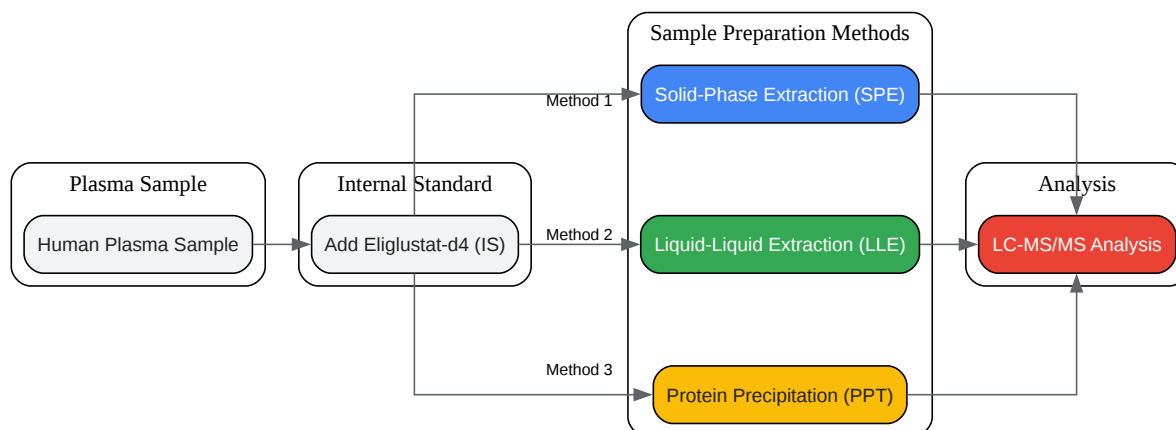 Sample Preparation Methods
Solid-Phase Extraction (SPE)
Method 1
Plasma Sample
Internal Standard
Analysis
Human Plasma Sample
Add Eliglustat-d4 (IS)
Method 2
Liquid-Liquid Extraction (LLE)
LC-MS/MS Analysis
Method 3
Protein Precipitation (PPT)